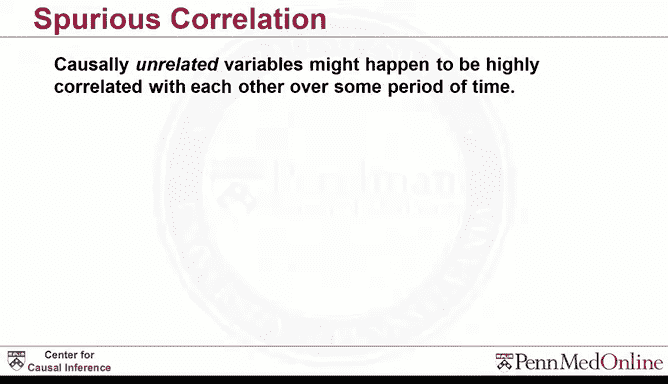 Spurious Correlation
Causally unrelated variables might happen to be highly
correlated with each other over some period of time.
Center for
Causal Inference
PennMedOnline